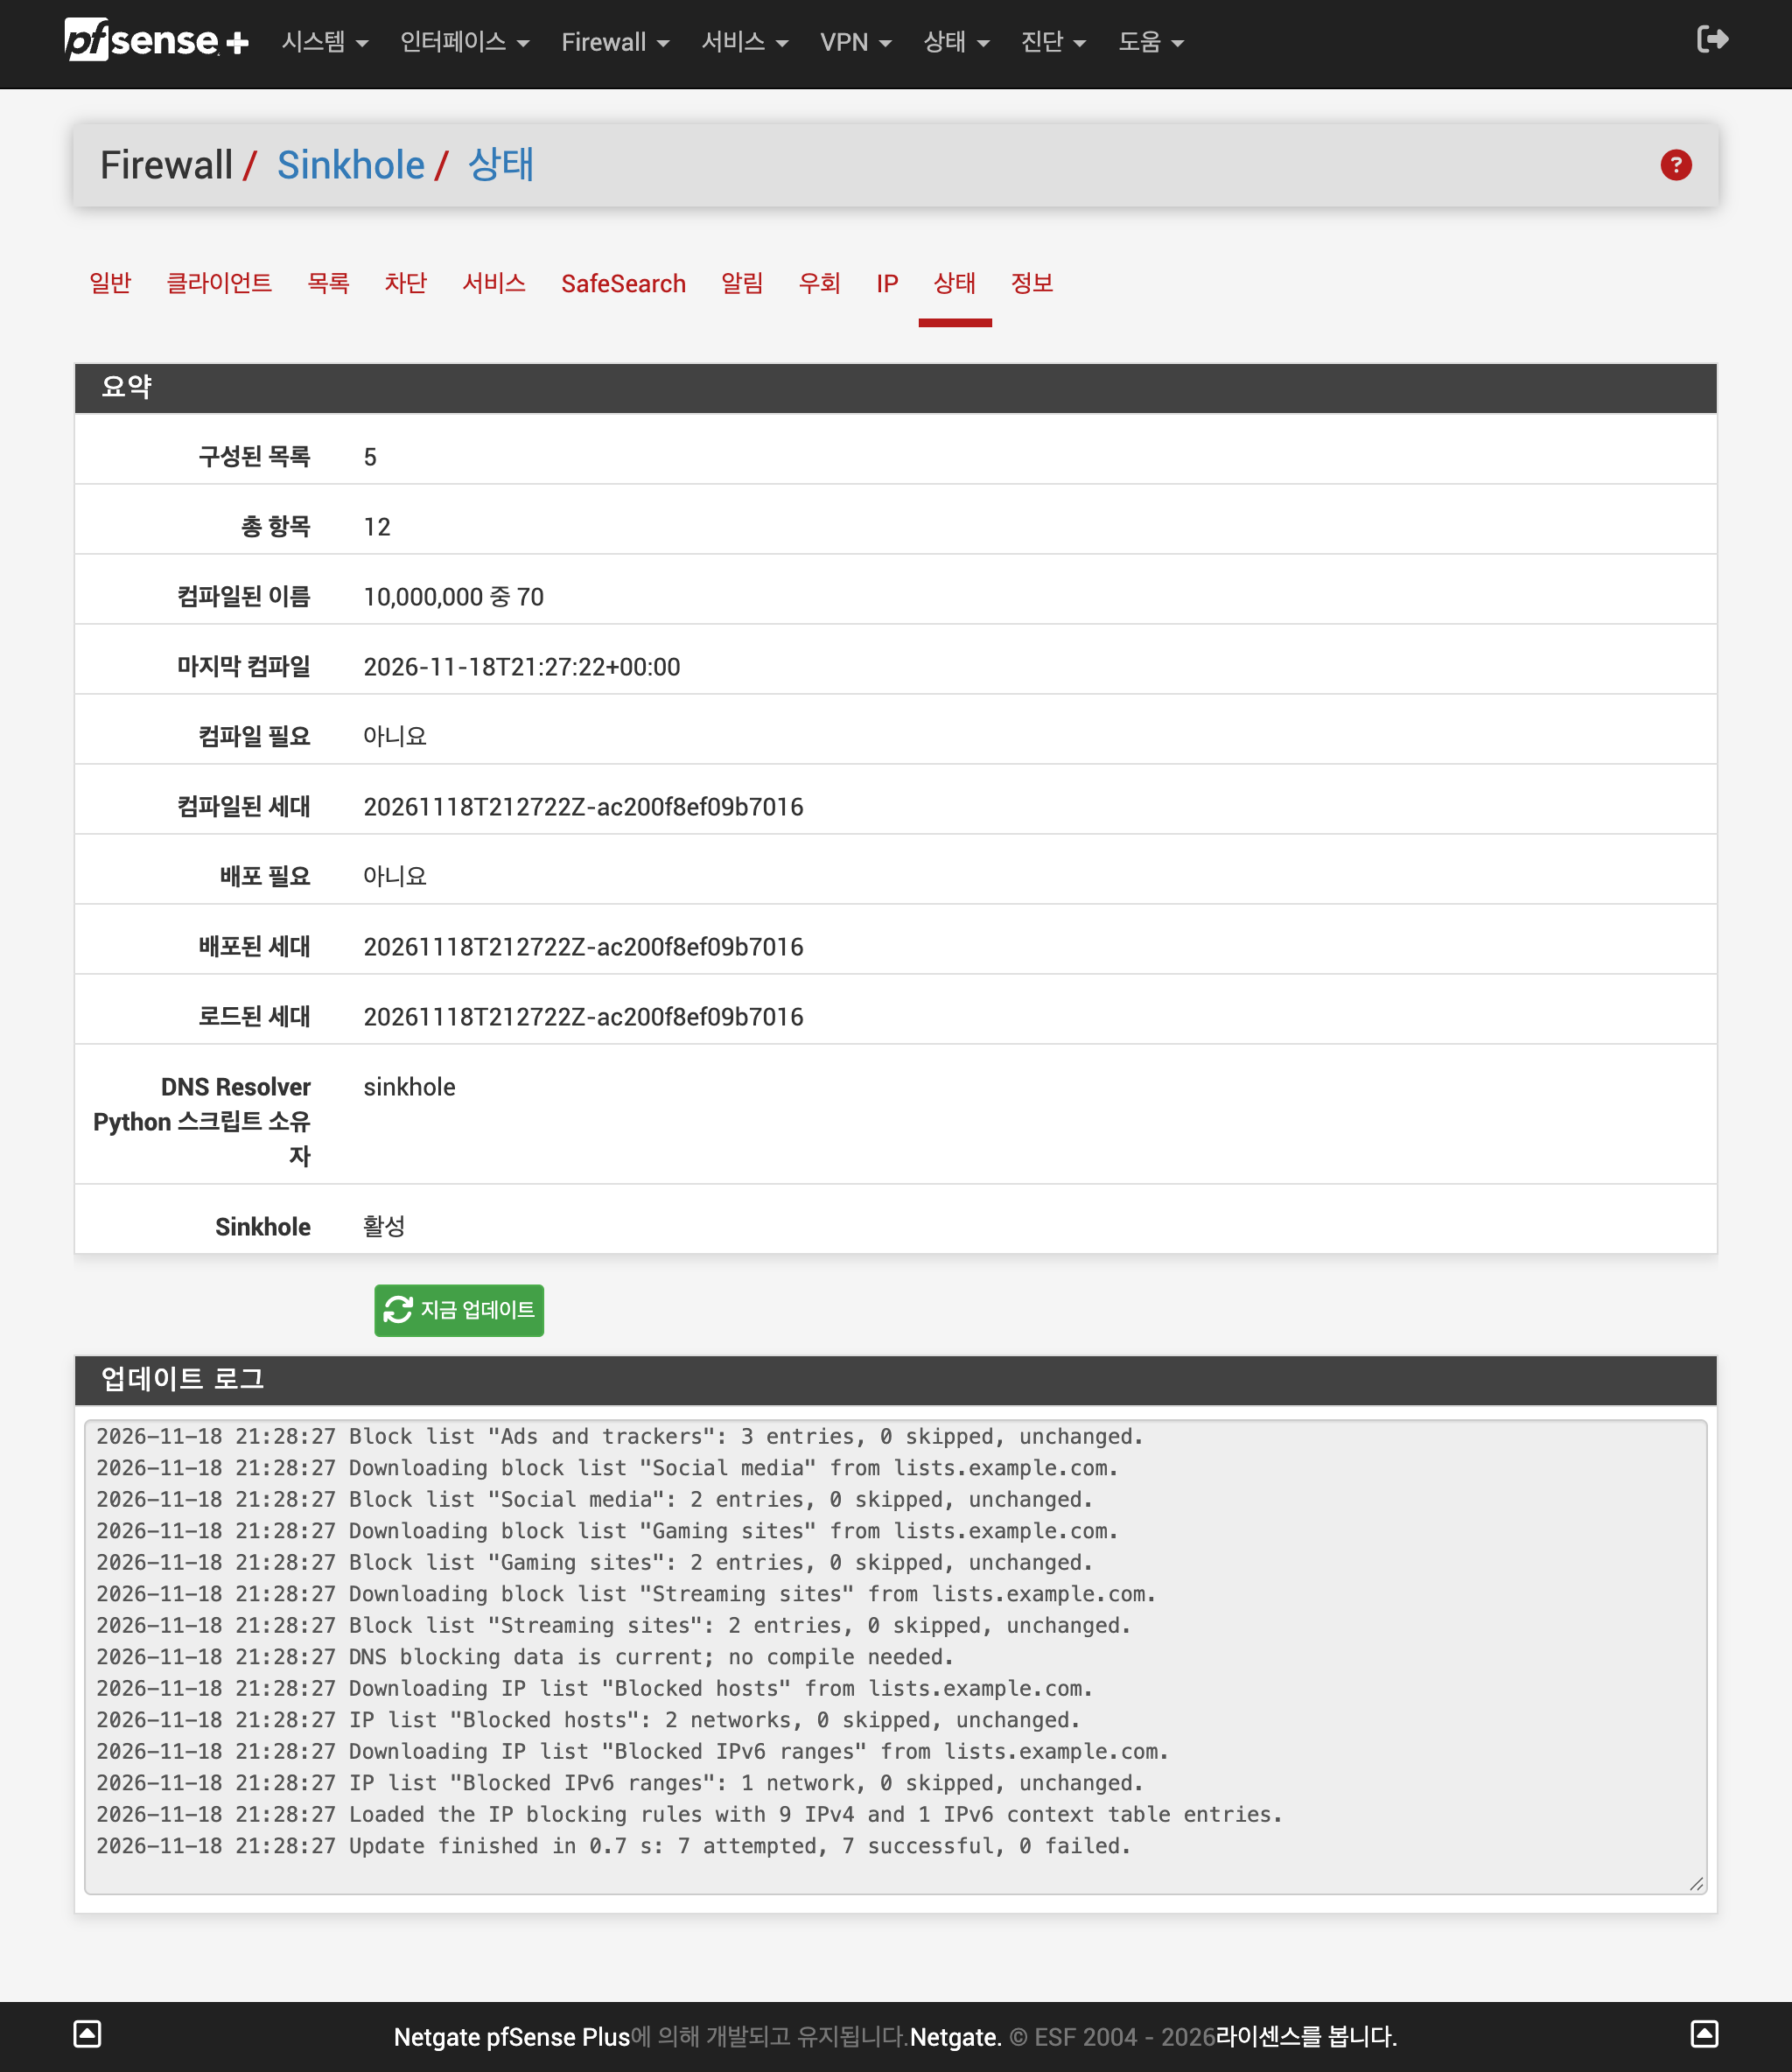 pfsense+ 시스템 인터페이스 Firewall 서비스 VPN 상태 진단 도움
Firewall / Sinkhole / 상태
?
일반 클라이언트 목록 차단 서비스 SafeSearch 알림 우회 IP 상태 정보
요약
구성된 목록 5
총 항목 12
컴파일된 이름 10,000,000 중 70
마지막 컴파일 2026-11-18T21:27:22+00:00
컴파일 필요 아니요
컴파일된 세대 20261118T212722Z-ac200f8ef09b7016
배포 필요 아니요
배포된 세대 20261118T212722Z-ac200f8ef09b7016
로드된 세대 20261118T212722Z-ac200f8ef09b7016
DNS Resolver sinkhole
Python 스크립트 소유
자
Sinkhole 활성
지금 업데이트
업데이트 로그
2026-11-18 21:28:27 Block list "Ads and trackers": 3 entries, 0 skipped, unchanged.
2026-11-18 21:28:27 Downloading block list "Social media" from lists.example.com.
2026-11-18 21:28:27 Block list "Social media": 2 entries, 0 skipped, unchanged.
2026-11-18 21:28:27 Downloading block list "Gaming sites" from lists.example.com.
2026-11-18 21:28:27 Block list "Gaming sites": 2 entries, 0 skipped, unchanged.
2026-11-18 21:28:27 Downloading block list "Streaming sites" from lists.example.com.
2026-11-18 21:28:27 Block list "Streaming sites": 2 entries, 0 skipped, unchanged.
2026-11-18 21:28:27 DNS blocking data is current; no compile needed.
2026-11-18 21:28:27 Downloading IP list "Blocked hosts" from lists.example.com.
2026-11-18 21:28:27 IP list "Blocked hosts": 2 networks, 0 skipped, unchanged.
2026-11-18 21:28:27 Downloading IP list "Blocked IPv6 ranges" from lists.example.com.
2026-11-18 21:28:27 IP list "Blocked IPv6 ranges": 1 network, 0 skipped, unchanged.
2026-11-18 21:28:27 Loaded the IP blocking rules with 9 IPv4 and 1 IPv6 context table entries.
2026-11-18 21:28:27 Update finished in 0.7 s: 7 attempted, 7 successful, 0 failed.
Netgate pfSense Plus에 의해 개발되고 유지됩니다.Netgate. © ESF 2004 - 2026라이센스를 봅니다.